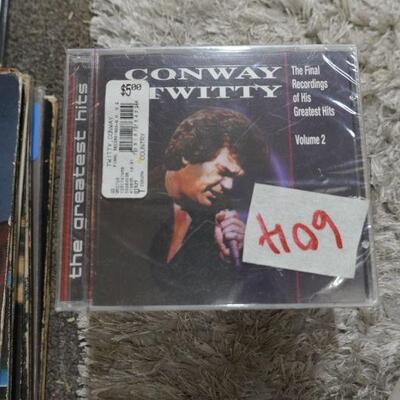 CONWAY
TWITTY
The Final
Recordings
of His
Greatest Hits
Volume 2
the greatest hits
$5.00
TWITTY CONWAY
COUNTRY